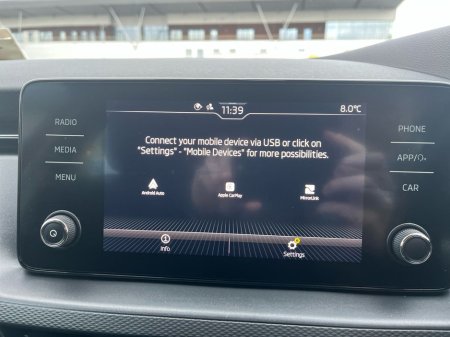 11:39
8.0°C
RADIO
MEDIA
MENU
Connect your mobile device via USB or click on
"Settings" - "Mobile Devices" for more possibilities.
Android Auto
Apple CarPlay
MirrorLink
Info
Settings
PHONE
APP/
CAR